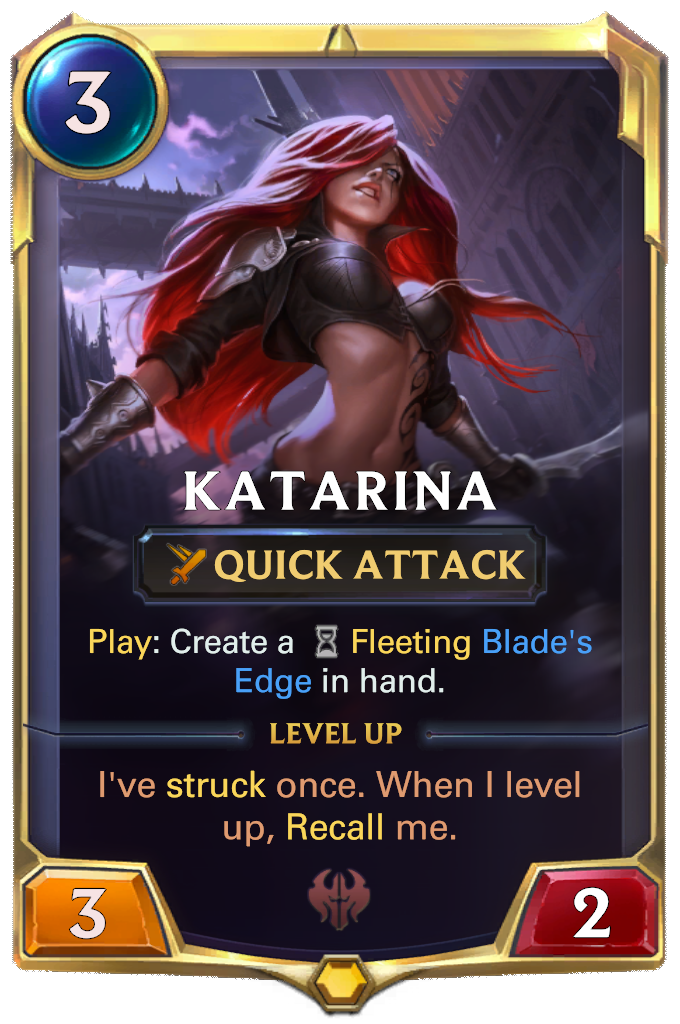 3
KATARINA
QUICK ATTACK
Play: Create a Fleeting Blade's
Edge in hand.
LEVEL UP
I've struck once. When I level
up, Recall me.
3
2